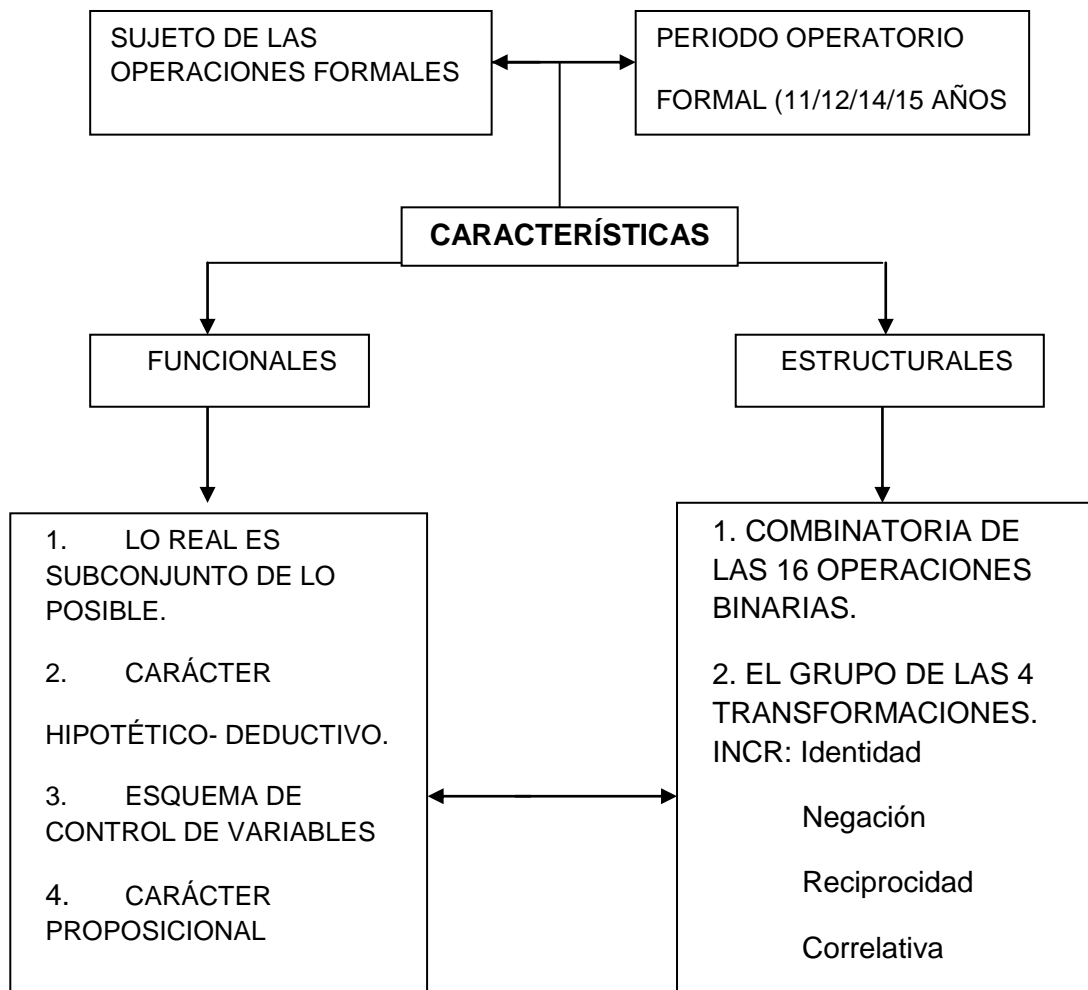 SUJETO DE LAS
OPERACIONES FORMALES
PERIODO OPERATORIO
FORMAL (11/12/14/15 AÑOS
CARACTERÍSTICAS
FUNCIONALES
ESTRUCTURALES
1. LO REAL ES
SUBCONJUNTO DE LO
POSIBLE.
2. CARÁCTER
HIPOTÉTICO- DEDUCTIVO.
3. ESQUEMA DE
CONTROL DE VARIABLES
4. CARÁCTER
PROPOSICIONAL
1. COMBINATORIA DE
LAS 16 OPERACIONES
BINARIAS.
2. EL GRUPO DE LAS 4
TRANSFORMACIONES.
INCR: Identidad
Negación
Reciprocidad
Correlativa